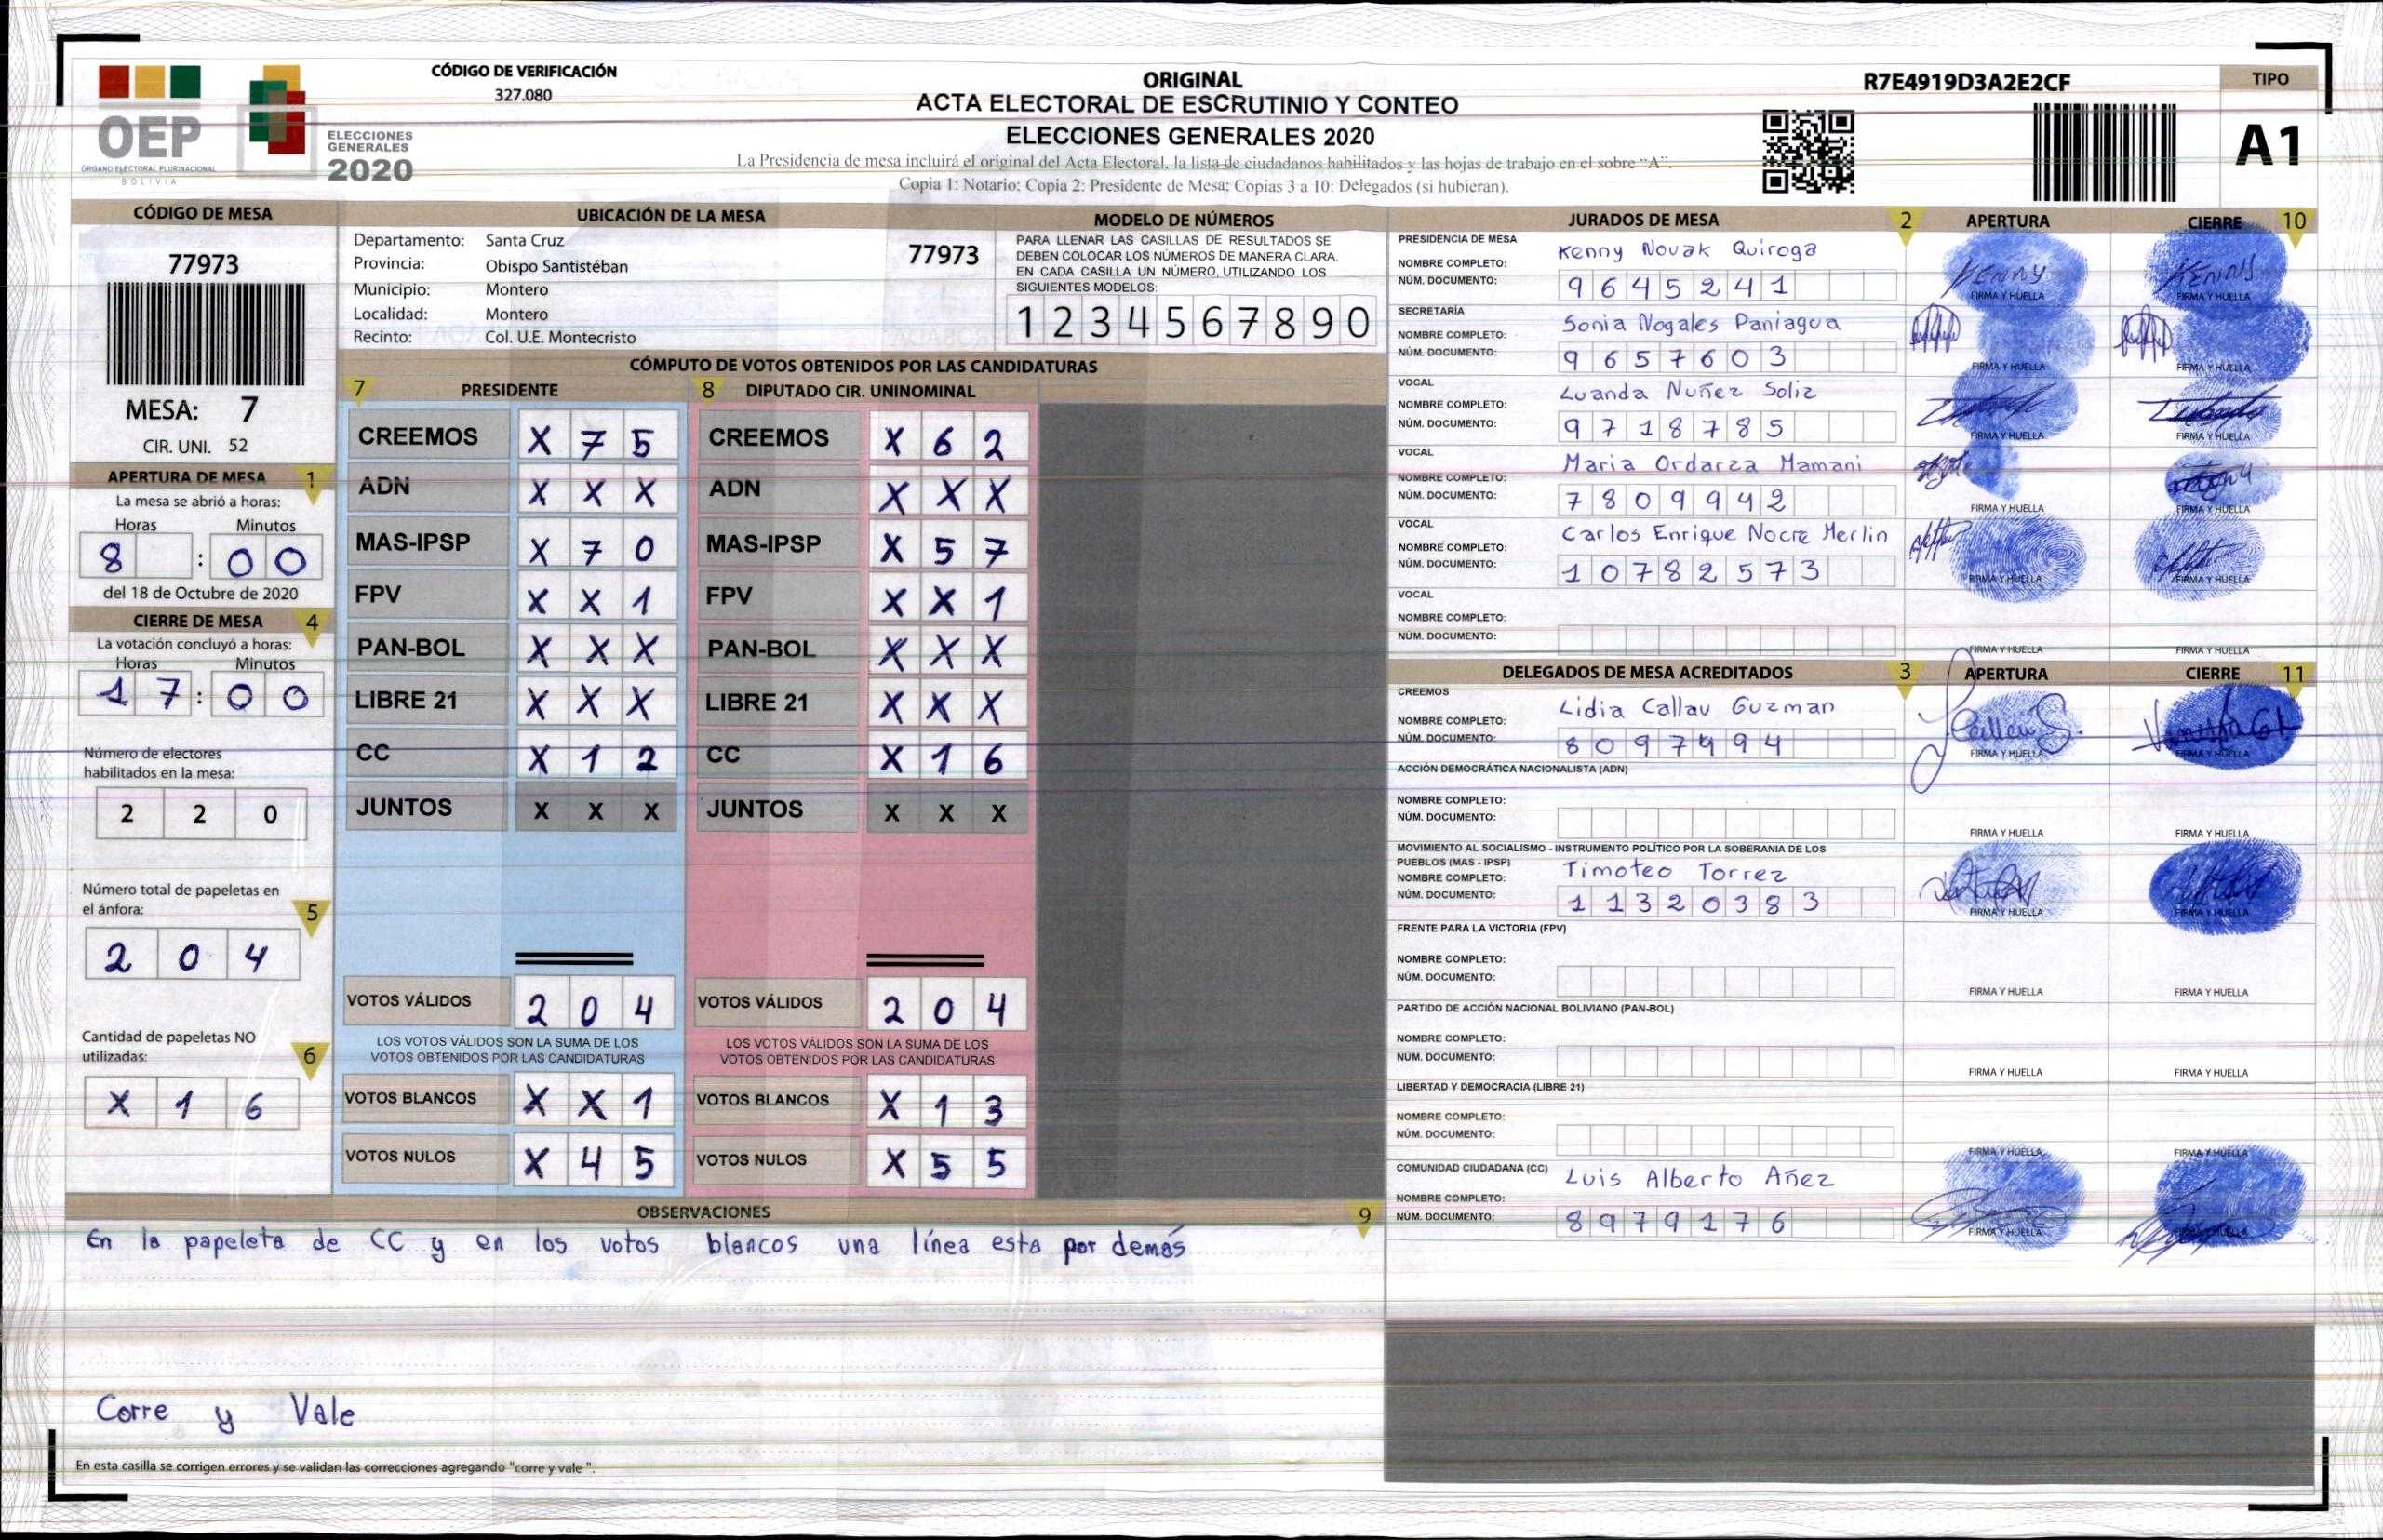 CÓDIGO DE VERIFICACIÓN
327.080
OEP
ÓRGANO ELECTORAL PLURINACIONAL
BOLIVIA
ELECCIONES
GENERALES
2020
ORIGINAL
ACTA ELECTORAL DE ESCRUTINIO Y CONTEO
ELECCIONES GENERALES 2020
La Presidencia de mesa incluirá el original del Acta Electoral, la lista de ciudadanos habilitados y las hojas de trabajo en el sobre "A".
Copia 1: Notario; Copia 2: Presidente de Mesa; Copias 3 a 10: Delegados (si hubieran).
R7E4919D3A2E2CF
TIPO
A1
CÓDIGO DE MESA
77973
MESA: 7
CIR. UNI. 52
APERTURA DE MESA 1
La mesa se abrió a horas:
Horas Minutos
8 : 0 0
del 18 de Octubre de 2020
CIERRE DE MESA 4
La votación concluyó a horas:
Horas Minutos
1 7 : 0 0
Número de electores
habilitados en la mesa:
2 2 0
Número total de papeletas en
el ánfora: 5
2 0 4
Cantidad de papeletas NO
utilizadas: 6
X 1 6
UBICACIÓN DE LA MESA
Departamento: Santa Cruz
Provincia: Obispo Santistéban
Municipio: Montero
Localidad: Montero
Recinto: Col. U.E. Montecristo
77973
MODELO DE NÚMEROS
PARA LLENAR LAS CASILLAS DE RESULTADOS SE
DEBEN COLOCAR LOS NÚMEROS DE MANERA CLARA.
EN CADA CASILLA UN NÚMERO, UTILIZANDO LOS
SIGUIENTES MODELOS:
1 2 3 4 5 6 7 8 9 0
CÓMPUTO DE VOTOS OBTENIDOS POR LAS CANDIDATURAS
7 PRESIDENTE 8 DIPUTADO CIR. UNINOMINAL
CREEMOS X 7 5 CREEMOS X 6 2
ADN X X X ADN X X X
MAS-IPSP X 7 0 MAS-IPSP X 5 7
FPV X X 1 FPV X X 1
PAN-BOL X X X PAN-BOL X X X
LIBRE 21 X X X LIBRE 21 X X X
CC X 1 2 CC X 1 6
JUNTOS X X X JUNTOS X X X
VOTOS VÁLIDOS 2 0 4 VOTOS VÁLIDOS 2 0 4
LOS VOTOS VÁLIDOS SON LA SUMA DE LOS LOS VOTOS VÁLIDOS SON LA SUMA DE LOS
VOTOS OBTENIDOS POR LAS CANDIDATURAS VOTOS OBTENIDOS POR LAS CANDIDATURAS
VOTOS BLANCOS X X 1 VOTOS BLANCOS X 1 3
VOTOS NULOS X 4 5 VOTOS NULOS X 5 5
OBSERVACIONES 9
En la papeleta de CC y en los votos blancos una línea esta por demás
Corre y Vale
En esta casilla se corrigen errores y se validan las correcciones agregando "corre y vale ".
JURADOS DE MESA 2 APERTURA CIERRE 10
PRESIDENCIA DE MESA
NOMBRE COMPLETO: Kenny Novak Quiroga
NÚM. DOCUMENTO: 9 6 4 5 2 4 1
KENNY
FIRMA Y HUELLA FIRMA Y HUELLA
SECRETARÍA
NOMBRE COMPLETO: Sonia Nogales Paniagua
NÚM. DOCUMENTO: 9 6 5 7 6 0 3
FIRMA Y HUELLA FIRMA Y HUELLA
VOCAL
NOMBRE COMPLETO: Luanda Nuñez Soliz
NÚM. DOCUMENTO: 9 7 1 8 7 8 5
FIRMA Y HUELLA FIRMA Y HUELLA
VOCAL
NOMBRE COMPLETO: Maria Ordarza Mamani
NÚM. DOCUMENTO: 7 8 0 9 9 4 2
FIRMA Y HUELLA FIRMA Y HUELLA
VOCAL
NOMBRE COMPLETO: Carlos Enrique Nocre Merlin
NÚM. DOCUMENTO: 1 0 7 8 2 5 7 3
FIRMA Y HUELLA FIRMA Y HUELLA
VOCAL
NOMBRE COMPLETO:
NÚM. DOCUMENTO:
FIRMA Y HUELLA FIRMA Y HUELLA
DELEGADOS DE MESA ACREDITADOS 3 APERTURA CIERRE 11
CREEMOS
NOMBRE COMPLETO: Lidia Callau Guzman
NÚM. DOCUMENTO: 8 0 9 7 4 9 4
FIRMA Y HUELLA FIRMA Y HUELLA
ACCIÓN DEMOCRÁTICA NACIONALISTA (ADN)
NOMBRE COMPLETO:
NÚM. DOCUMENTO:
FIRMA Y HUELLA FIRMA Y HUELLA
MOVIMIENTO AL SOCIALISMO - INSTRUMENTO POLÍTICO POR LA SOBERANIA DE LOS
PUEBLOS (MAS - IPSP)
NOMBRE COMPLETO: Timoteo Torrez
NÚM. DOCUMENTO: 1 1 3 2 0 3 8 3
FIRMA Y HUELLA FIRMA Y HUELLA
FRENTE PARA LA VICTORIA (FPV)
NOMBRE COMPLETO:
NÚM. DOCUMENTO:
FIRMA Y HUELLA FIRMA Y HUELLA
PARTIDO DE ACCIÓN NACIONAL BOLIVIANO (PAN-BOL)
NOMBRE COMPLETO:
NÚM. DOCUMENTO:
FIRMA Y HUELLA FIRMA Y HUELLA
LIBERTAD Y DEMOCRACIA (LIBRE 21)
NOMBRE COMPLETO:
NÚM. DOCUMENTO:
FIRMA Y HUELLA FIRMA Y HUELLA
COMUNIDAD CIUDADANA (CC)
NOMBRE COMPLETO: Luis Alberto Añez
NÚM. DOCUMENTO: 8 9 7 9 1 7 6
FIRMA Y HUELLA FIRMA Y HUELLA